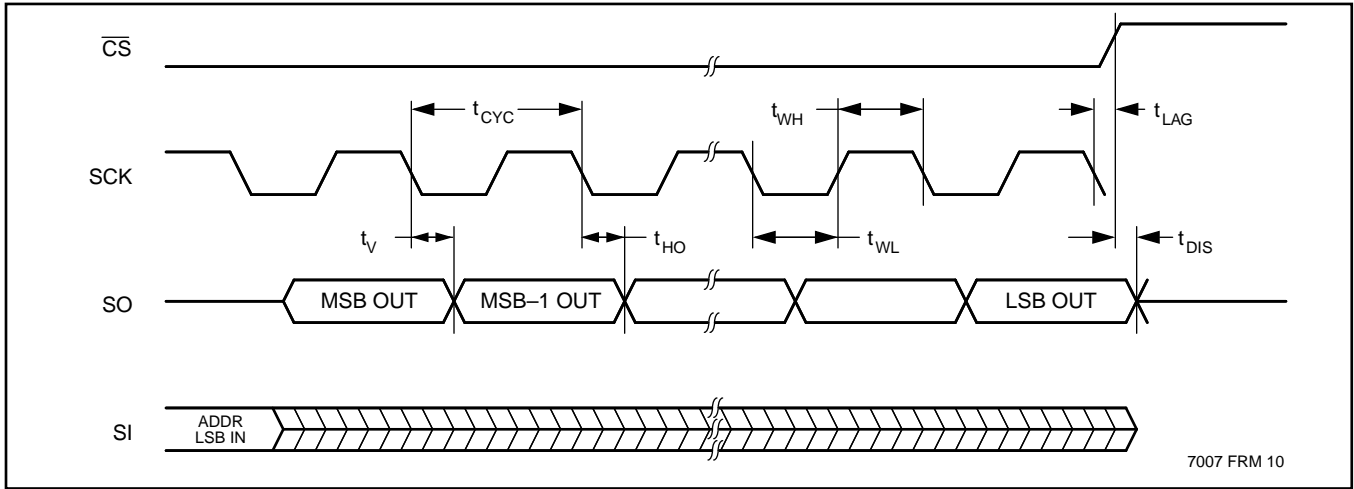 CS
tCYC
tWH
tLAG
SCK
tV
tHO
tWL
tDIS
SO
MSB OUT
MSB–1 OUT
LSB OUT
SI
ADDR
LSB IN
7007 FRM 10